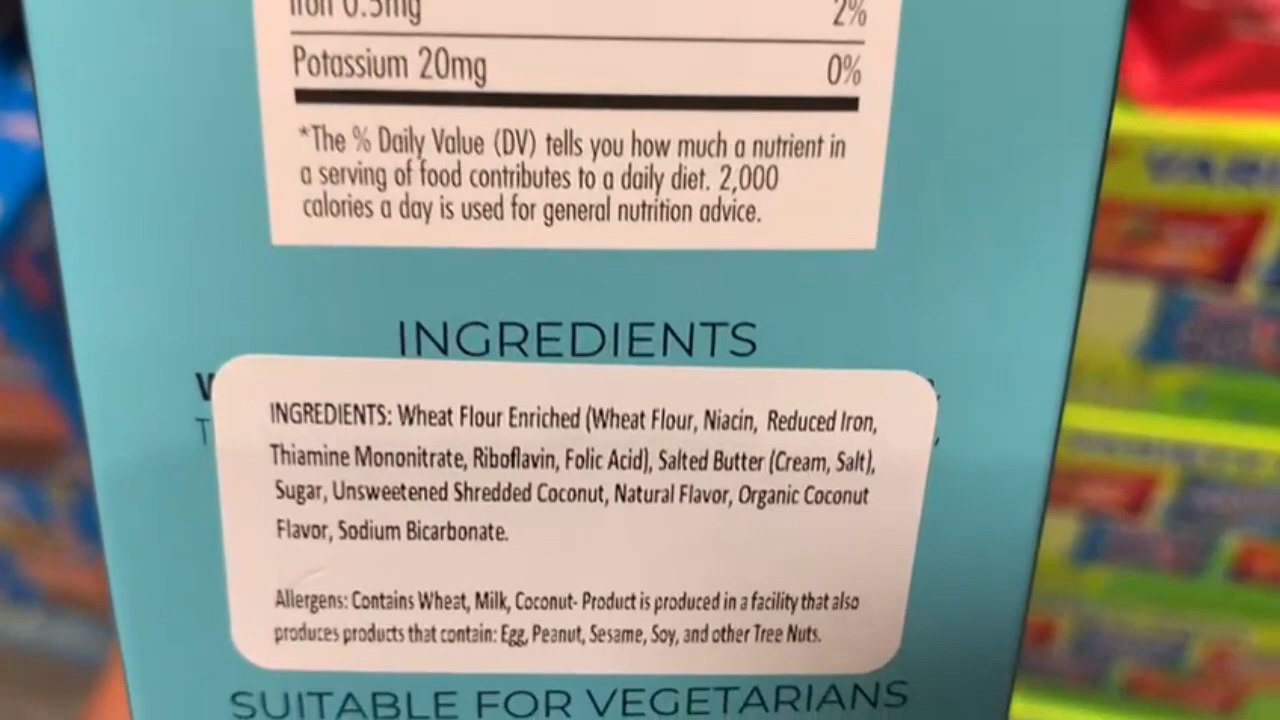 Iron 0.5mg 2%
Potassium 20mg 0%
*The % Daily Value (DV) tells you how much a nutrient in
a serving of food contributes to a daily diet. 2,000
calories a day is used for general nutrition advice.
INGREDIENTS
INGREDIENTS: Wheat Flour Enriched (Wheat Flour, Niacin, Reduced Iron,
Thiamine Mononitrate, Riboflavin, Folic Acid), Salted Butter (Cream, Salt),
Sugar, Unsweetened Shredded Coconut, Natural Flavor, Organic Coconut
Flavor, Sodium Bicarbonate.
Allergens: Contains Wheat, Milk, Coconut- Product is produced in a facility that also
produces products that contain: Egg, Peanut, Sesame, Soy, and other Tree Nuts.
SUITABLE FOR VEGETARIANS